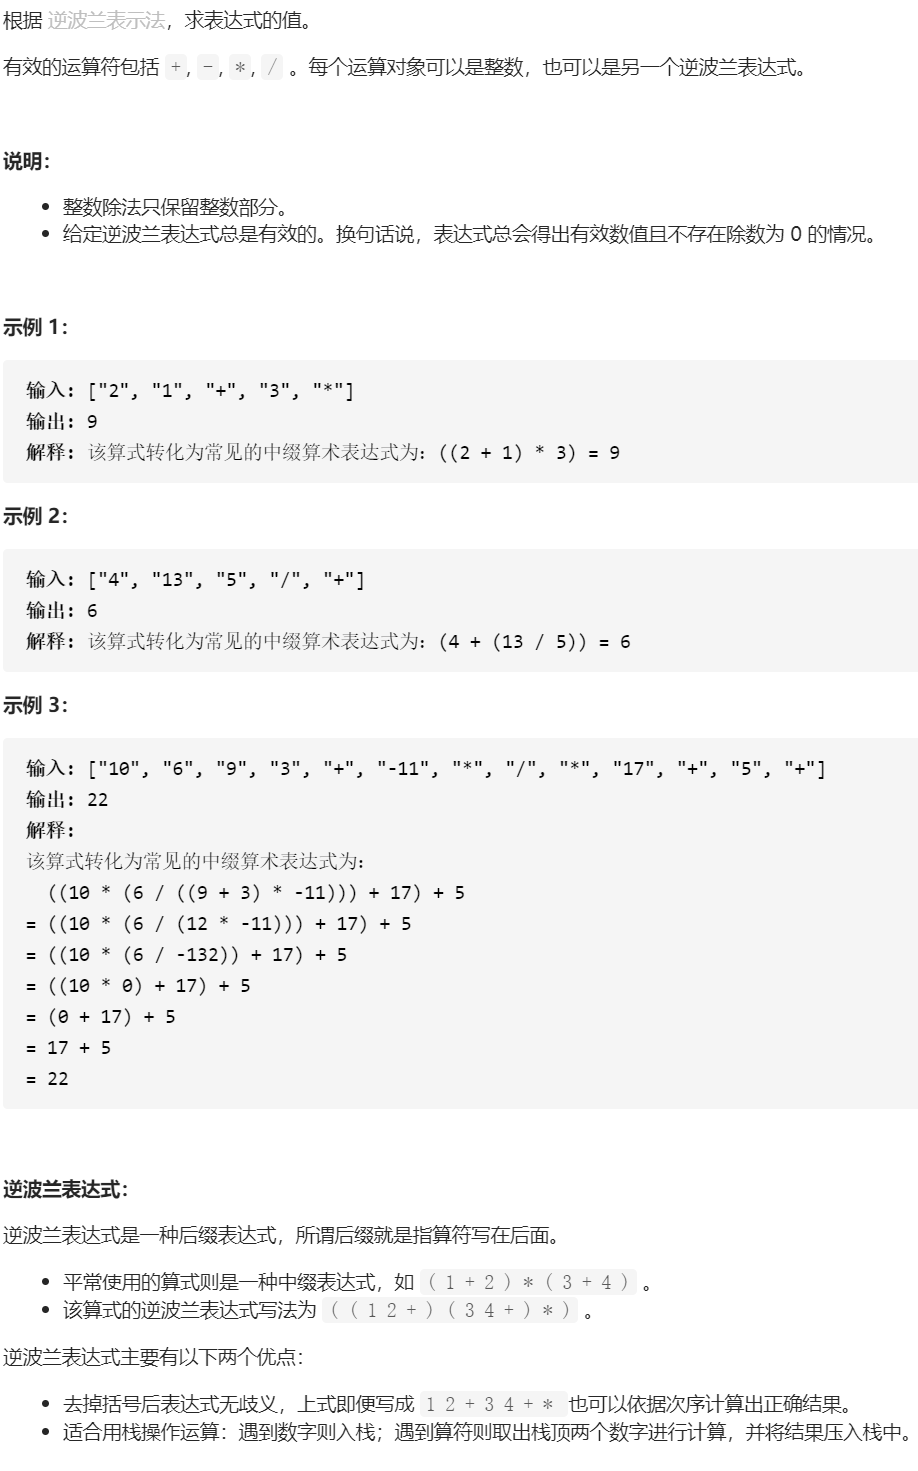 根据 逆波兰表示法，求表达式的值。
有效的运算符包括 +, -, *, / 。每个运算对象可以是整数，也可以是另一个逆波兰表达式。
说明：
• 整数除法只保留整数部分。
• 给定逆波兰表达式总是有效的。换句话说，表达式总会得出有效数值且不存在除数为 0 的情况。
示例 1：
输入: ["2", "1", "+", "3", "*"]
输出: 9
解释: 该算式转化为常见的中缀算术表达式为：((2 + 1) * 3) = 9
示例 2：
输入: ["4", "13", "5", "/", "+"]
输出: 6
解释: 该算式转化为常见的中缀算术表达式为：(4 + (13 / 5)) = 6
示例 3：
输入: ["10", "6", "9", "3", "+", "-11", "*", "/", "*", "17", "+", "5", "+"]
输出: 22
解释:
该算式转化为常见的中缀算术表达式为：
((10 * (6 / ((9 + 3) * -11))) + 17) + 5
= ((10 * (6 / (12 * -11))) + 17) + 5
= ((10 * (6 / -132)) + 17) + 5
= ((10 * 0) + 17) + 5
= (0 + 17) + 5
= 17 + 5
= 22
逆波兰表达式：
逆波兰表达式是一种后缀表达式，所谓后缀就是指算符写在后面。
• 平常使用的算式则是一种中缀表达式，如 ( 1 + 2 ) * ( 3 + 4 ) 。
• 该算式的逆波兰表达式写法为 ( ( 1 2 + ) ( 3 4 + ) * ) 。
逆波兰表达式主要有以下两个优点：
• 去掉括号后表达式无歧义，上式即便写成 1 2 + 3 4 + * 也可以依据次序计算出正确结果。
• 适合用栈操作运算：遇到数字则入栈；遇到算符则取出栈顶两个数字进行计算，并将结果压入栈中。